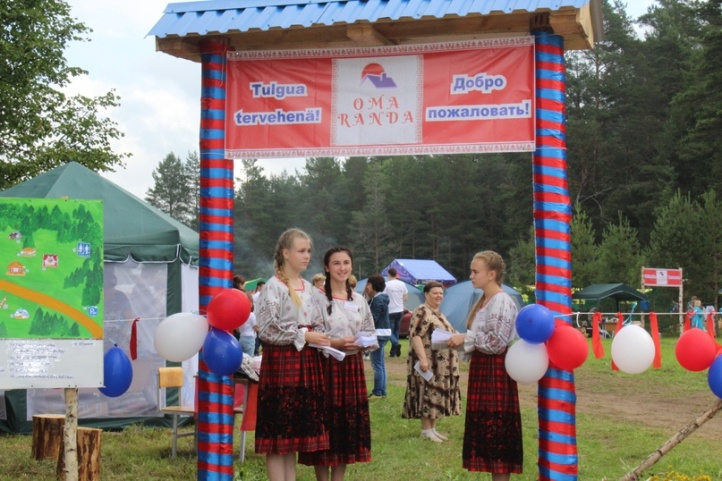 Tulgua
tervehenä!
OMA
RANDA
Добро
пожаловать!